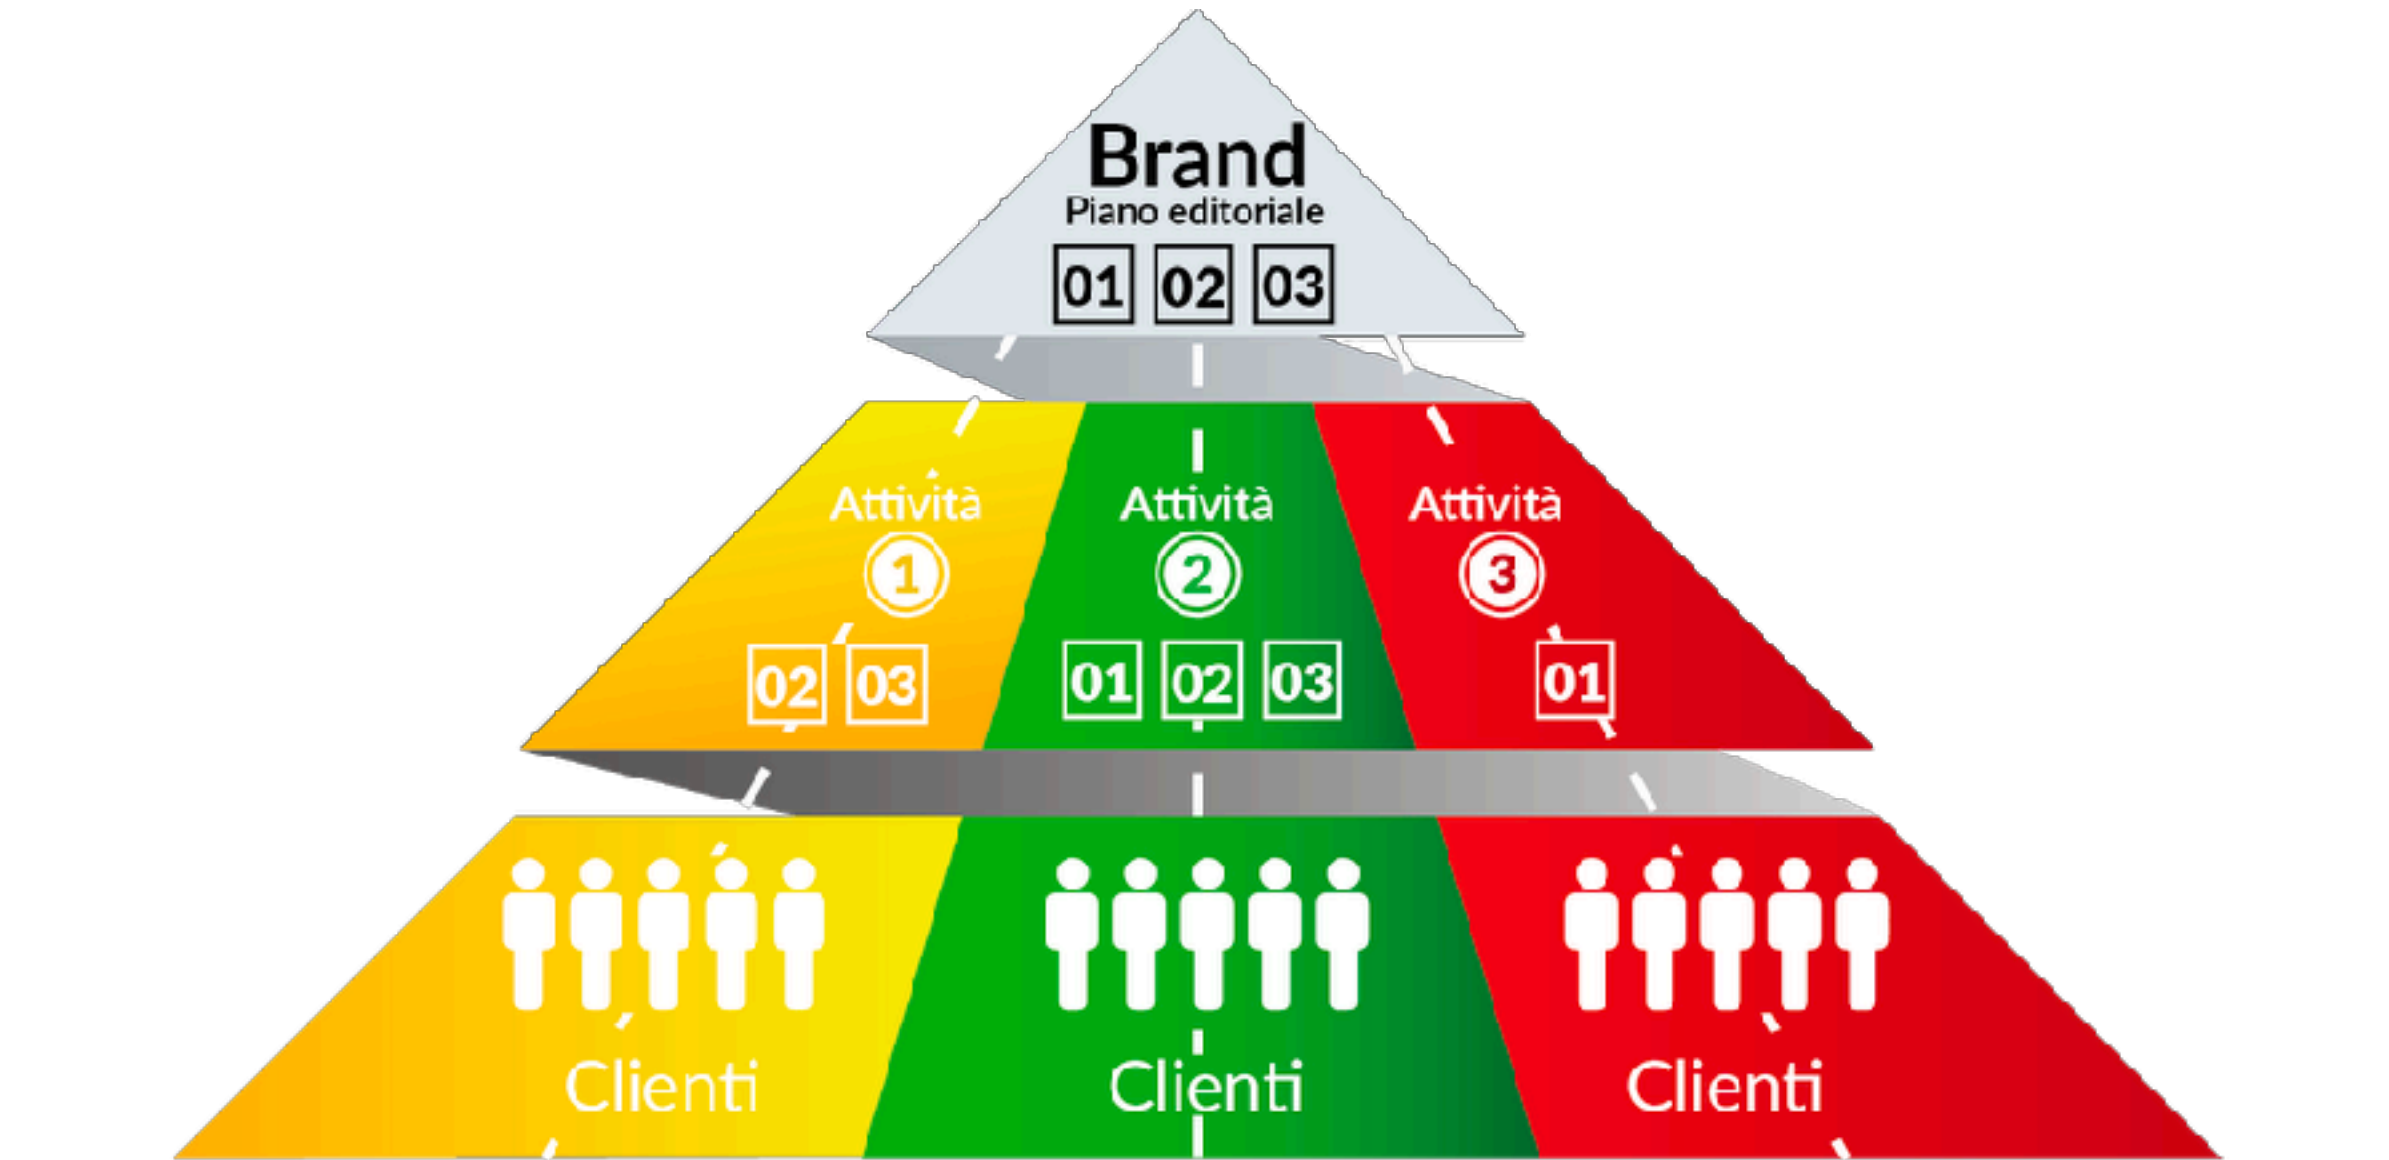 Brand
Piano editoriale
01 02 03
Attività Attività Attività
1 2 3
02 03 01 02 03 01
Clienti Clienti Clienti